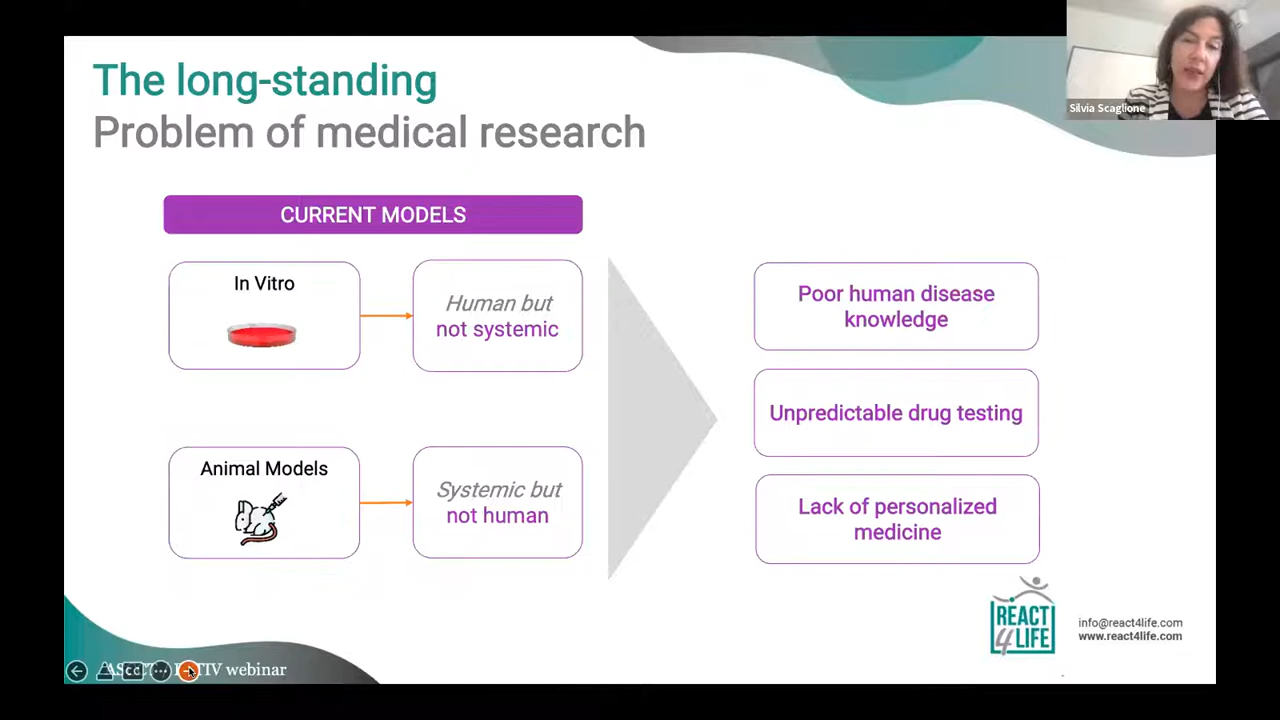 Silvia Scaglione
The long-standing
Problem of medical research
CURRENT MODELS
In Vitro
Human but
not systemic
Animal Models
Systemic but
not human
Poor human disease
knowledge
Unpredictable drug testing
Lack of personalized
medicine
REACT
4LIFE
info@react4life.com
www.react4life.com
webinar